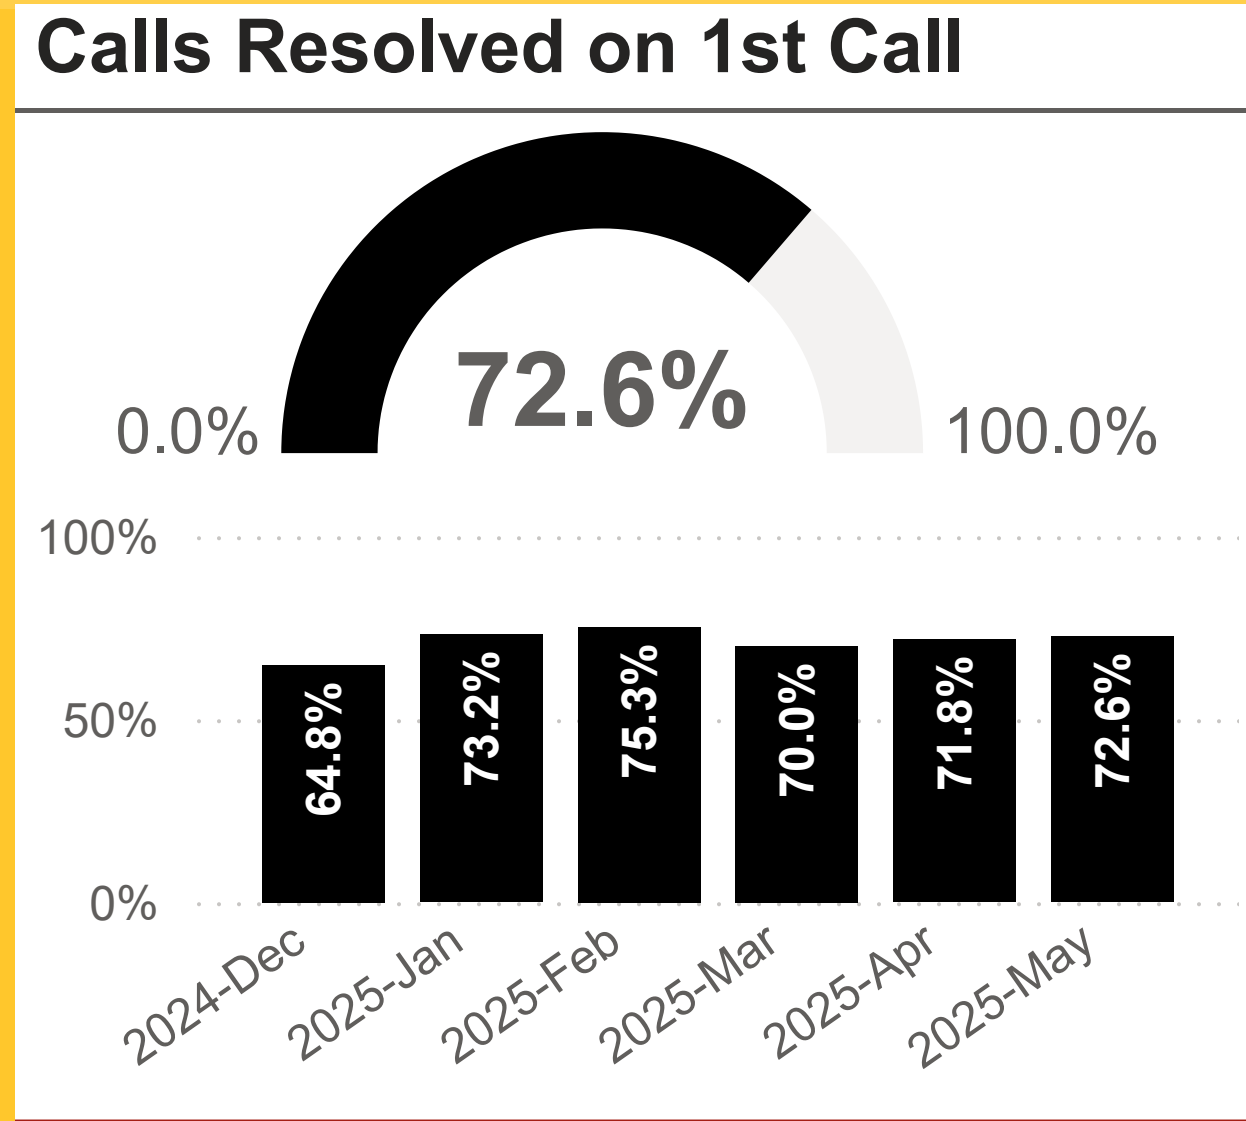 Calls Resolved on 1st Call
72.6%
0.0%
100.0%
100%
50%
0%
64.8%
73.2%
75.3%
70.0%
71.8%
72.6%
2024-Dec
2025-Jan
2025-Feb
2025-Mar
2025-Apr
2025-May